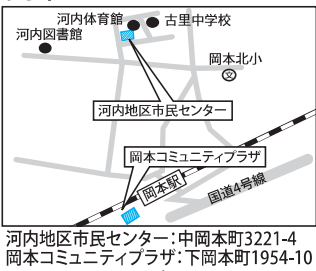 河内体育館
古里中学校
河内図書館
岡本北小
文
河内地区市民センター
岡本コミュニティプラザ
岡本駅
国道4号線
河内地区市民センター：中岡本町3221-4
岡本コミュニティプラザ：下岡本町1954-10